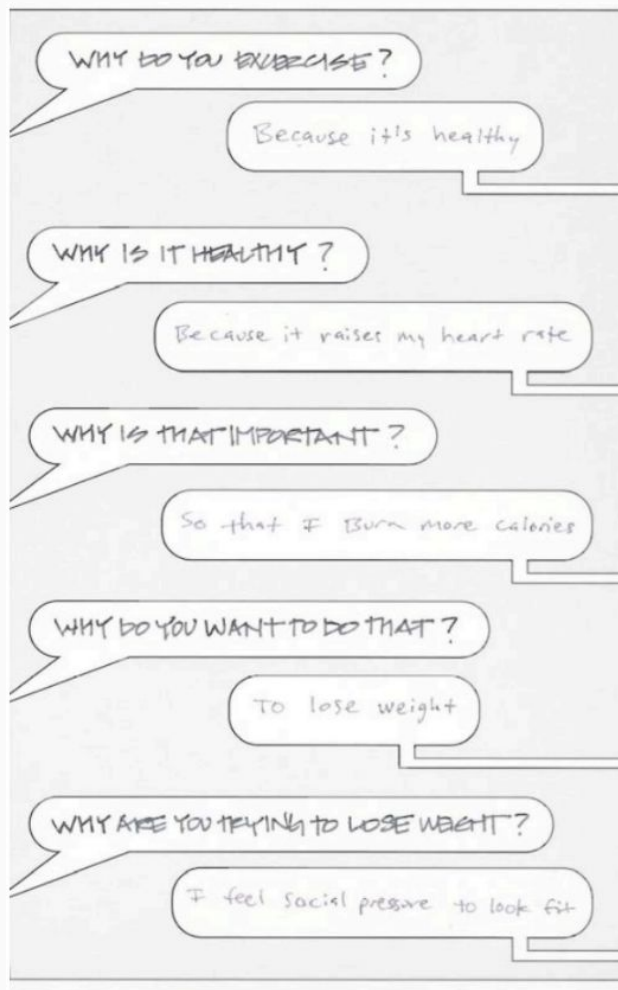 WHY DO YOU EXCERCISE?
Because it's healthy
WHY IS IT HEALTHY?
Because it raises my heart rate
WHY IS THAT IMPORTANT?
So that I Burn more calories
WHY DO YOU WANT TO DO THAT?
To lose weight
WHY ARE YOU TRYING TO LOSE WEIGHT?
I feel social pressure to look fit